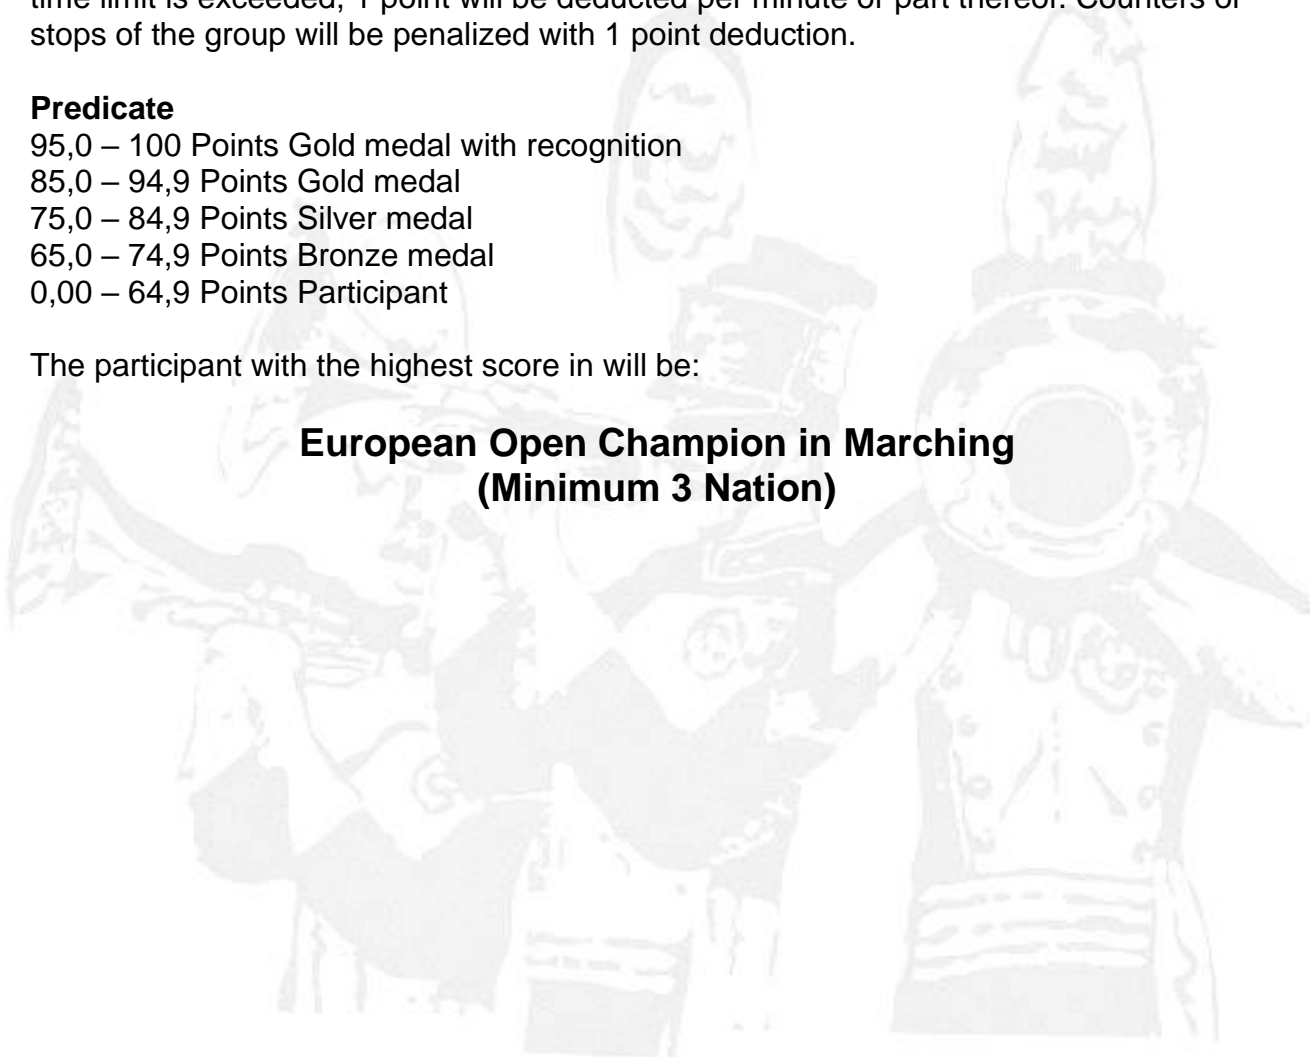 time limit is exceeded, 1 point will be deducted per minute or part thereof. Counters or
stops of the group will be penalized with 1 point deduction.
Predicate
95,0 – 100 Points Gold medal with recognition
85,0 – 94,9 Points Gold medal
75,0 – 84,9 Points Silver medal
65,0 – 74,9 Points Bronze medal
0,00 – 64,9 Points Participant
The participant with the highest score in will be:
European Open Champion in Marching
(Minimum 3 Nation)